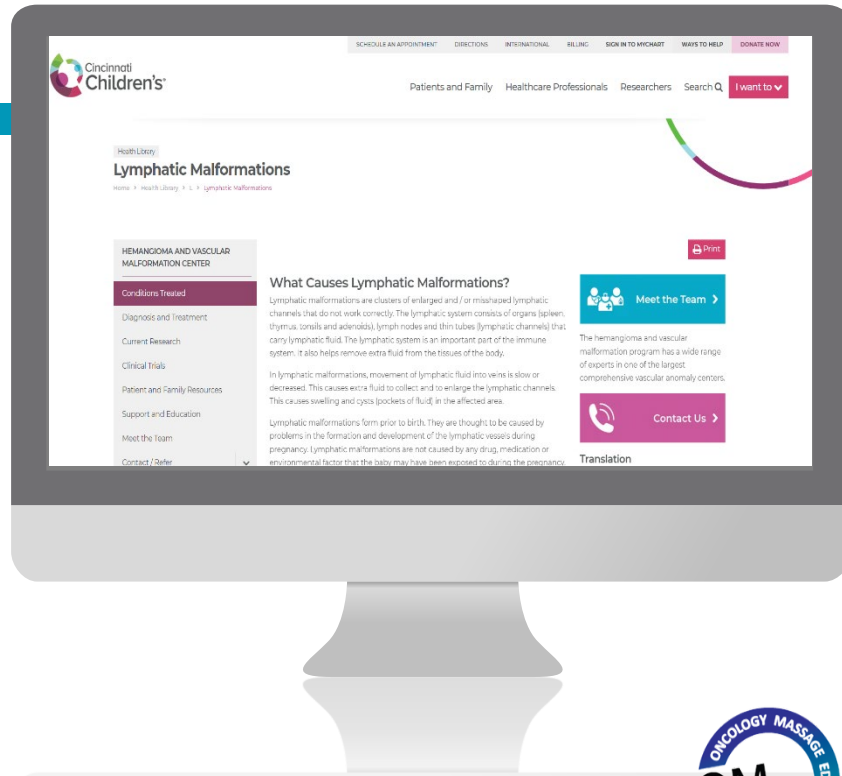 SCHEDULE AN APPOINTMENT DIRECTIONS INTERNATIONAL BILLING SIGN IN TO MYCHART WAYS TO HELP DONATE NOW
Cincinnati
Children's
Patients and Family Healthcare Professionals Researchers Search I want to
Health Library
Lymphatic Malformations
Home > Health Library > L > Lymphatic Malformations
HEMANGIOMA AND VASCULAR
MALFORMATION CENTER
Conditions Treated
Diagnosis and Treatment
Current Research
Clinical Trials
Patient and Family Resources
Support and Education
Meet the Team
Contact / Refer
What Causes Lymphatic Malformations?
Lymphatic malformations are clusters of enlarged and / or misshaped lymphatic
channels that do not work correctly. The lymphatic system consists of organs (spleen,
thymus, tonsils and adenoids), lymph nodes and thin tubes (lymphatic channels) that
carry lymphatic fluid. The lymphatic system is an important part of the immune
system. It also helps remove extra fluid from the tissues of the body.
In lymphatic malformations, movement of lymphatic fluid into veins is slow or
decreased. This causes extra fluid to collect and to enlarge the lymphatic channels.
This causes swelling and cysts (pockets of fluid) in the affected area.
Lymphatic malformations form prior to birth. They are thought to be caused by
problems in the formation and development of the lymphatic vessels during
pregnancy. Lymphatic malformations are not caused by any drug, medication or
environmental factor that the baby may have been exposed to during the pregnancy.
Print
Meet the Team >
The hemangioma and vascular
malformation program has a wide range
of experts in one of the largest
comprehensive vascular anomaly centers.
Contact Us >
Translation
ONCOLOGY MASSAGE